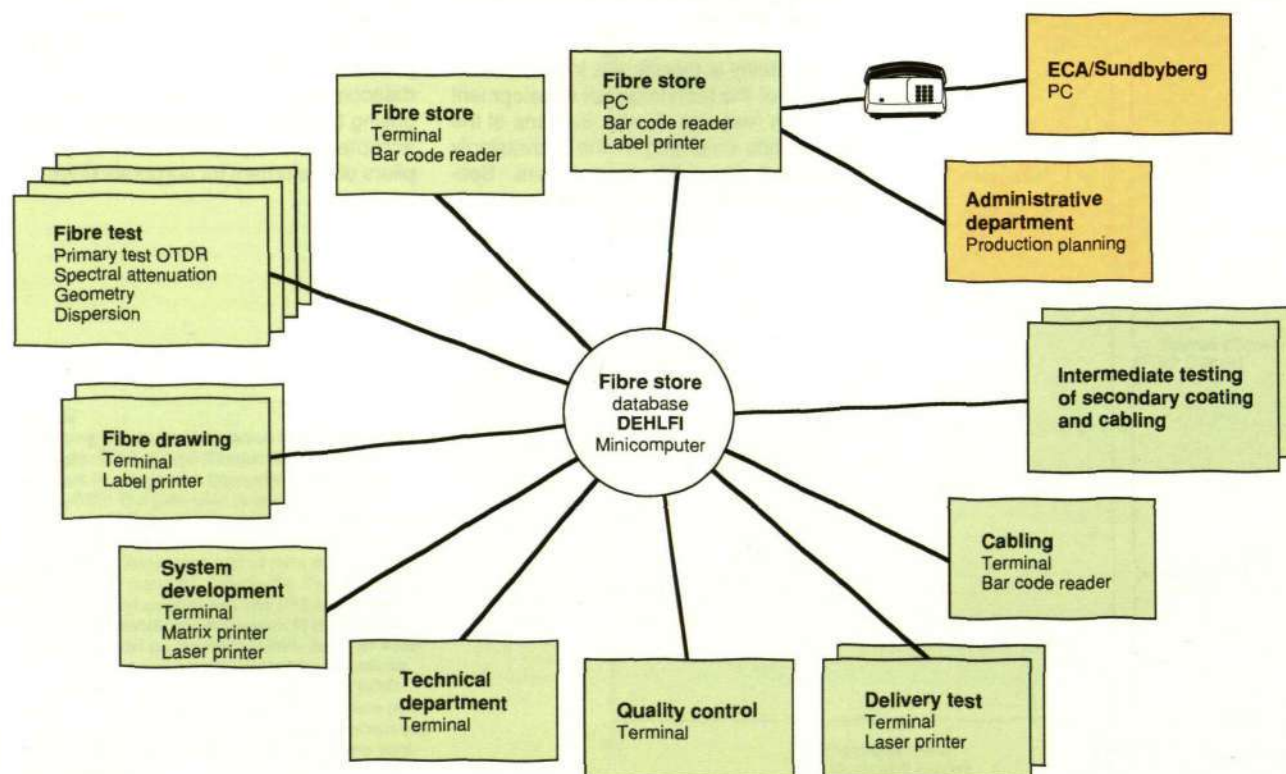 Fibre store
Terminal
Bar code reader
Fibre store
PC
Bar code reader
Label printer
ECA/Sundbyberg
PC
Administrative
department
Production planning
Fibre test
Primary test OTDR
Spectral attenuation
Geometry
Dispersion
Fibre store
database
DEHLFI
Minicomputer
Intermediate testing
of secondary coating
and cabling
Fibre drawing
Terminal
Label printer
Cabling
Terminal
Bar code reader
System
development
Terminal
Matrix printer
Laser printer
Technical
department
Terminal
Quality control
Terminal
Delivery test
Terminal
Laser printer